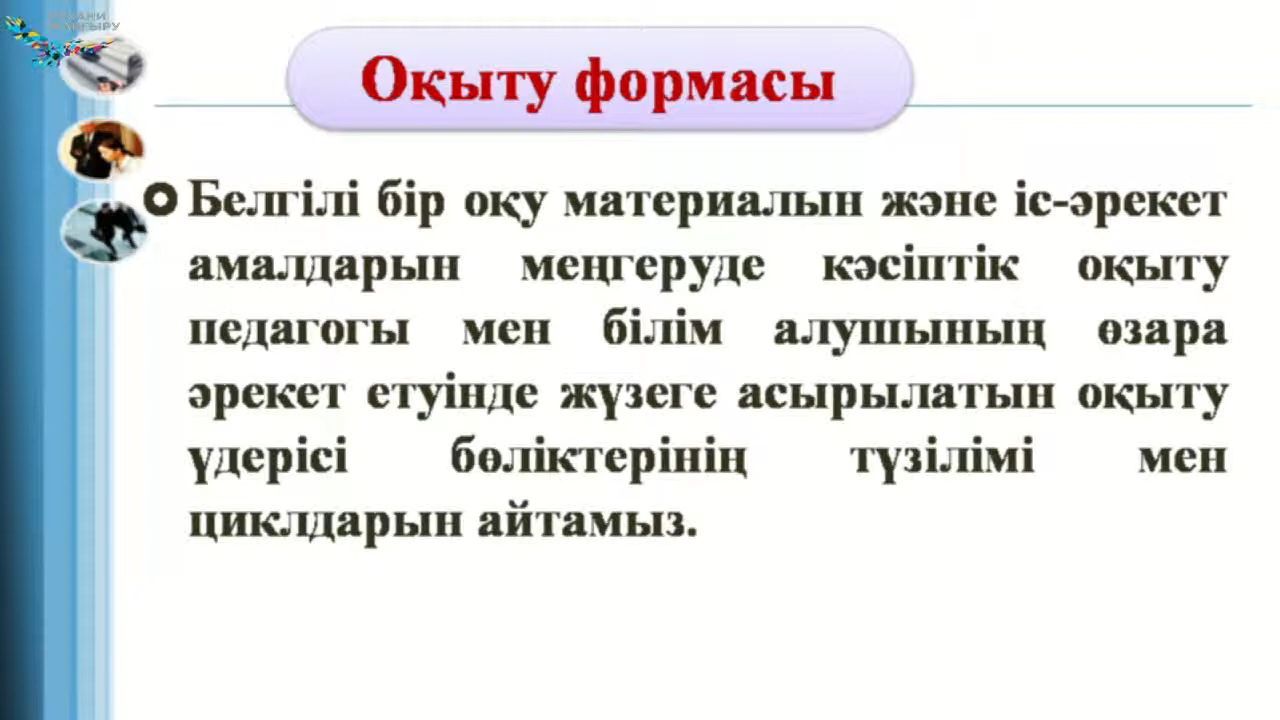 Оқыту формасы
Белгілі бір оқу материалын және іс-әрекет
амалдарын меңгеруде кәсіптік оқыту
педагогы мен білім алушының өзара
әрекет етуінде жүзеге асырылатын оқыту
үдерісі бөліктерінің түзілімі мен
циклдарын айтамыз.